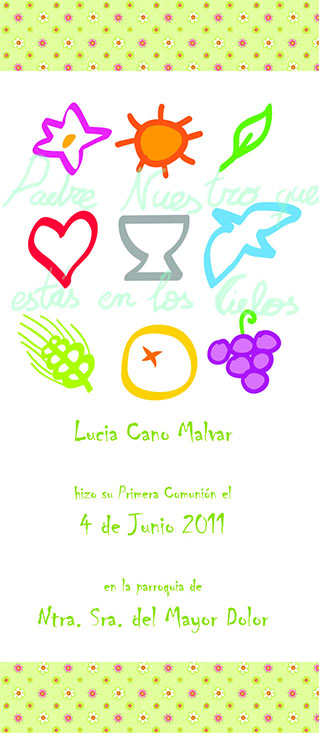 Padre Nuestro que
estás en los Cielos
Lucia Cano Malvar
hizo su Primera Comunión el
4 de Junio 2011
en la parroquia de
Ntra. Sra. del Mayor Dolor